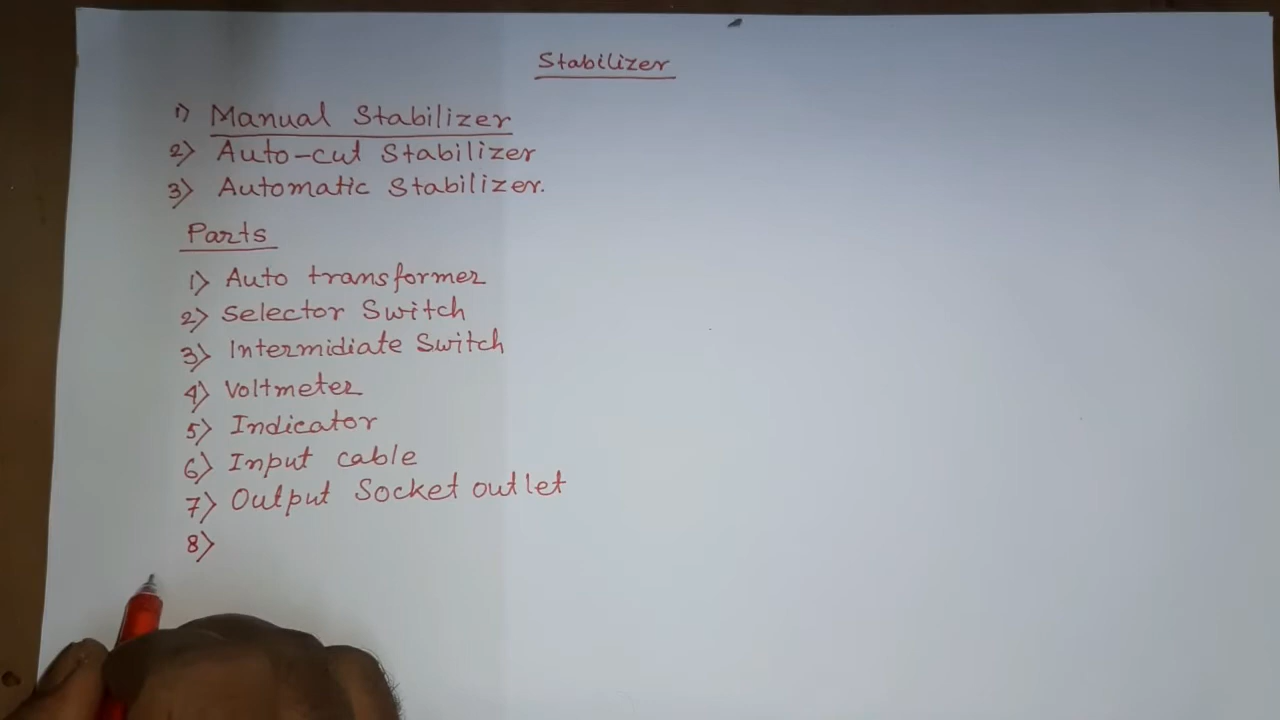 Stabilizer
1) Manual Stabilizer
2) Auto-cut Stabilizer
3) Automatic Stabilizer.
Parts
1) Auto transformer
2) Selector Switch
3) Intermidiate Switch
4) Voltmeter
5) Indicator
6) Input cable
7) Output Socket outlet
8)